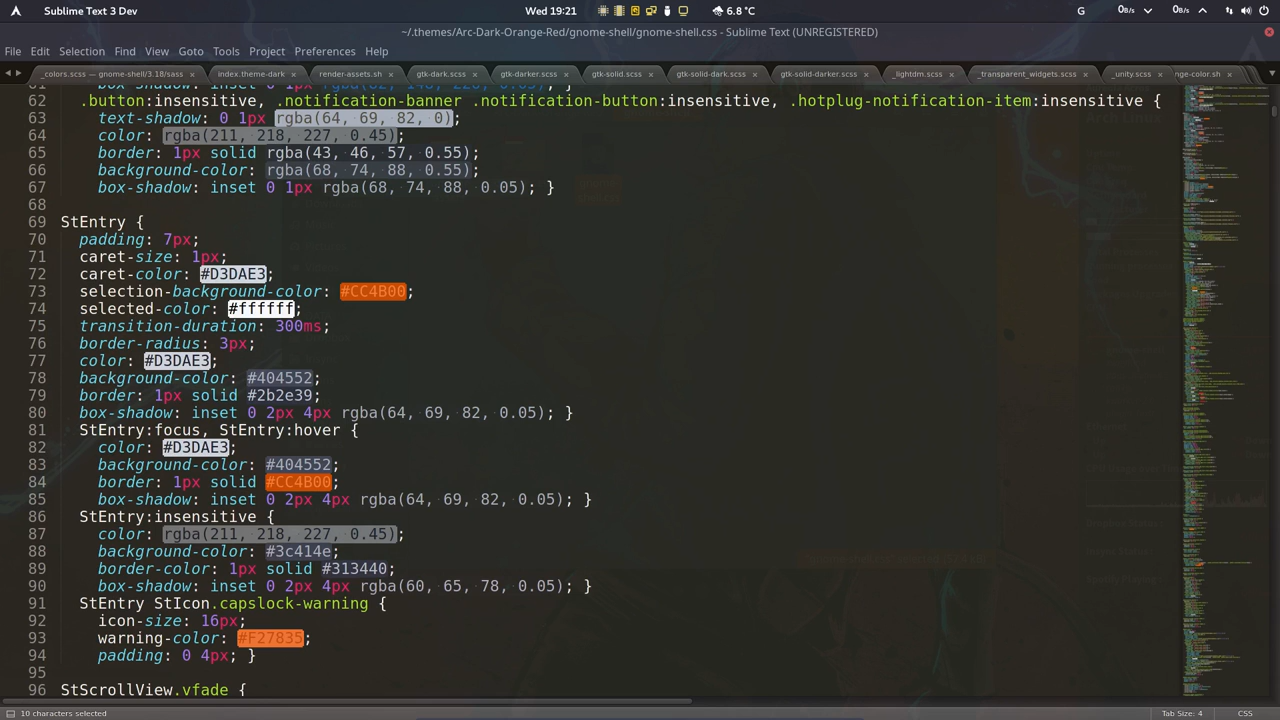 Sublime Text 3 Dev
Wed 19:21
6.8 °C
G
0B/s
0B/s
~/.themes/Arc-Dark-Orange-Red/gnome-shell/gnome-shell.css - Sublime Text (UNREGISTERED)
File Edit Selection Find View Goto Tools Project Preferences Help
_colors.scss — gnome-shell/3.18/sass × index.theme-dark × render-assets.sh × gtk-dark.scss × gtk-darker.scss × gtk-solid.scss × gtk-solid-dark.scss × gtk-solid-darker.scss × _lightdm.scss × _transparent_widgets.scss × _unity.scss × nge-color.sh ×
62 .button:insensitive, .notification-banner .notification-button:insensitive, .hotplug-notification-item:insensitive {
63 text-shadow: 0 1px rgba(64, 69, 82, 0);
64 color: rgba(211, 218, 227, 0.45);
65 border: 1px solid rgba(43, 46, 57, 0.55);
66 background-color: rgba(68, 74, 88, 0.55);
67 box-shadow: inset 0 1px rgba(68, 74, 88, 0.05); }
68
69 StEntry {
70 padding: 7px;
71 caret-size: 1px;
72 caret-color: #D3DAE3;
73 selection-background-color: #CC4B00;
74 selected-color: #ffffff;
75 transition-duration: 300ms;
76 border-radius: 3px;
77 color: #D3DAE3;
78 background-color: #404552;
79 border: 1px solid #2b2e39;
80 box-shadow: inset 0 2px 4px rgba(64, 69, 82, 0.05); }
81 StEntry:focus, StEntry:hover {
82 color: #D3DAE3;
83 background-color: #404552;
84 border: 1px solid #CC4B00;
85 box-shadow: inset 0 2px 4px rgba(64, 69, 82, 0.05); }
86 StEntry:insensitive {
87 color: rgba(211, 218, 227, 0.45);
88 background-color: #3c414e;
89 border-color: 1px solid #313440;
90 box-shadow: inset 0 2px 4px rgba(60, 65, 0.05); }
91 StEntry StIcon.capslock-warning {
92 icon-size: 16px;
93 warning-color: #F27835;
94 padding: 0 4px; }
95
96 StScrollView.vfade {
10 characters selected
Tab Size: 4
CSS